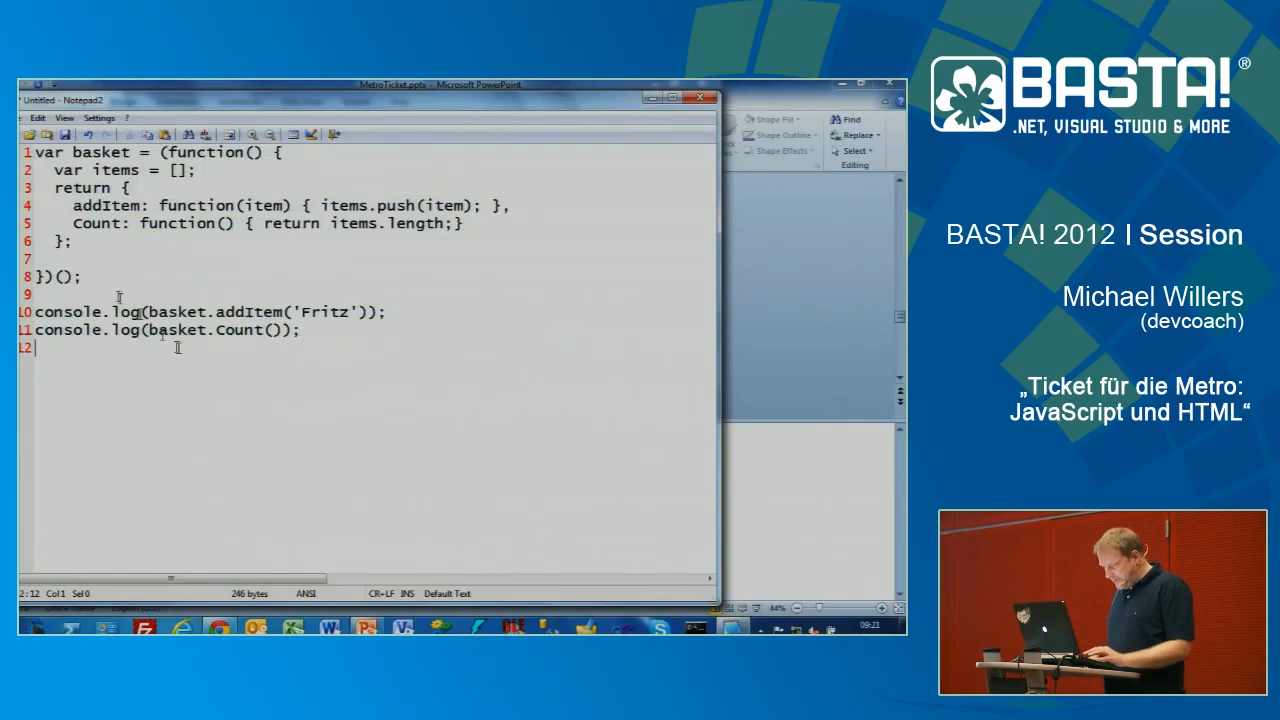 MetroTicket.pptx - Microsoft PowerPoint
* Untitled - Notepad2
Edit View Settings ?
1 var basket = (function() {
2 var items = [];
3 return {
4 addItem: function(item) { items.push(item); },
5 Count: function() { return items.length;}
6 };
7
8 })();
9
10 console.log(basket.addItem('Fritz'));
11 console.log(basket.Count());
12
2:12 Col1 Sel0 246 bytes ANSI CR+LF INS Default Text
Shape Fill
Shape Outline
Shape Effects
Find
Replace
Select
Editing
44%
09:21
BASTA!®
.NET, VISUAL STUDIO & MORE
BASTA! 2012 | Session
Michael Willers
(devcoach)
„Ticket für die Metro:
JavaScript und HTML“